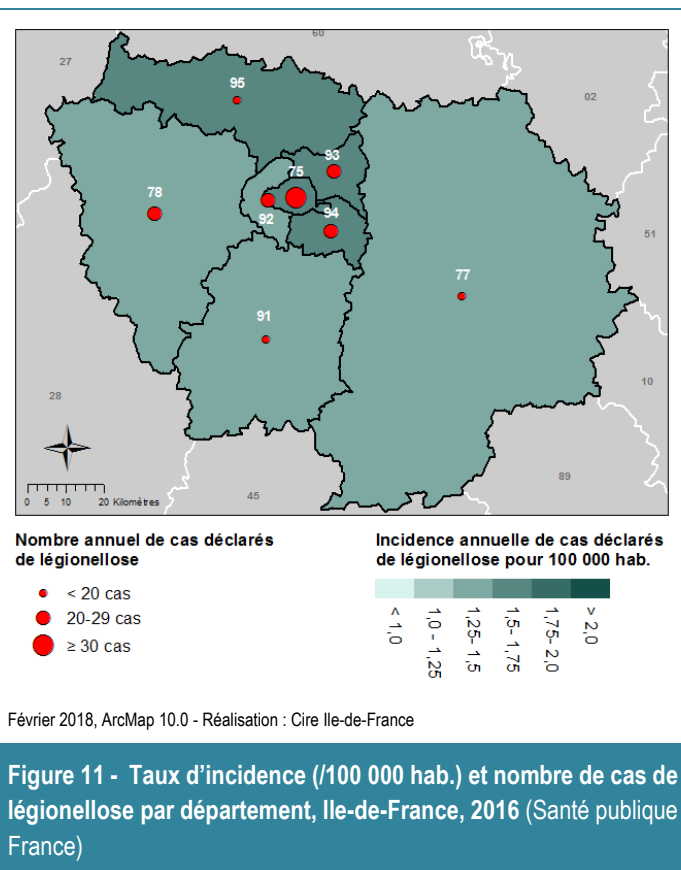 60
27
02
95
93
75
78
94
92
51
77
91
10
28
89
45
0 5 10 20 Kilomètres
Nombre annuel de cas déclarés
de légionellose
< 20 cas
20-29 cas
≥ 30 cas
Incidence annuelle de cas déclarés
de légionellose pour 100 000 hab.
< 1,0
1,0 - 1,25
1,25- 1,5
1,5- 1,75
1,75- 2,0
> 2,0
Février 2018, ArcMap 10.0 - Réalisation : Cire Ile-de-France
Figure 11 - Taux d’incidence (/100 000 hab.) et nombre de cas de
légionellose par département, Ile-de-France, 2016 (Santé publique
France)